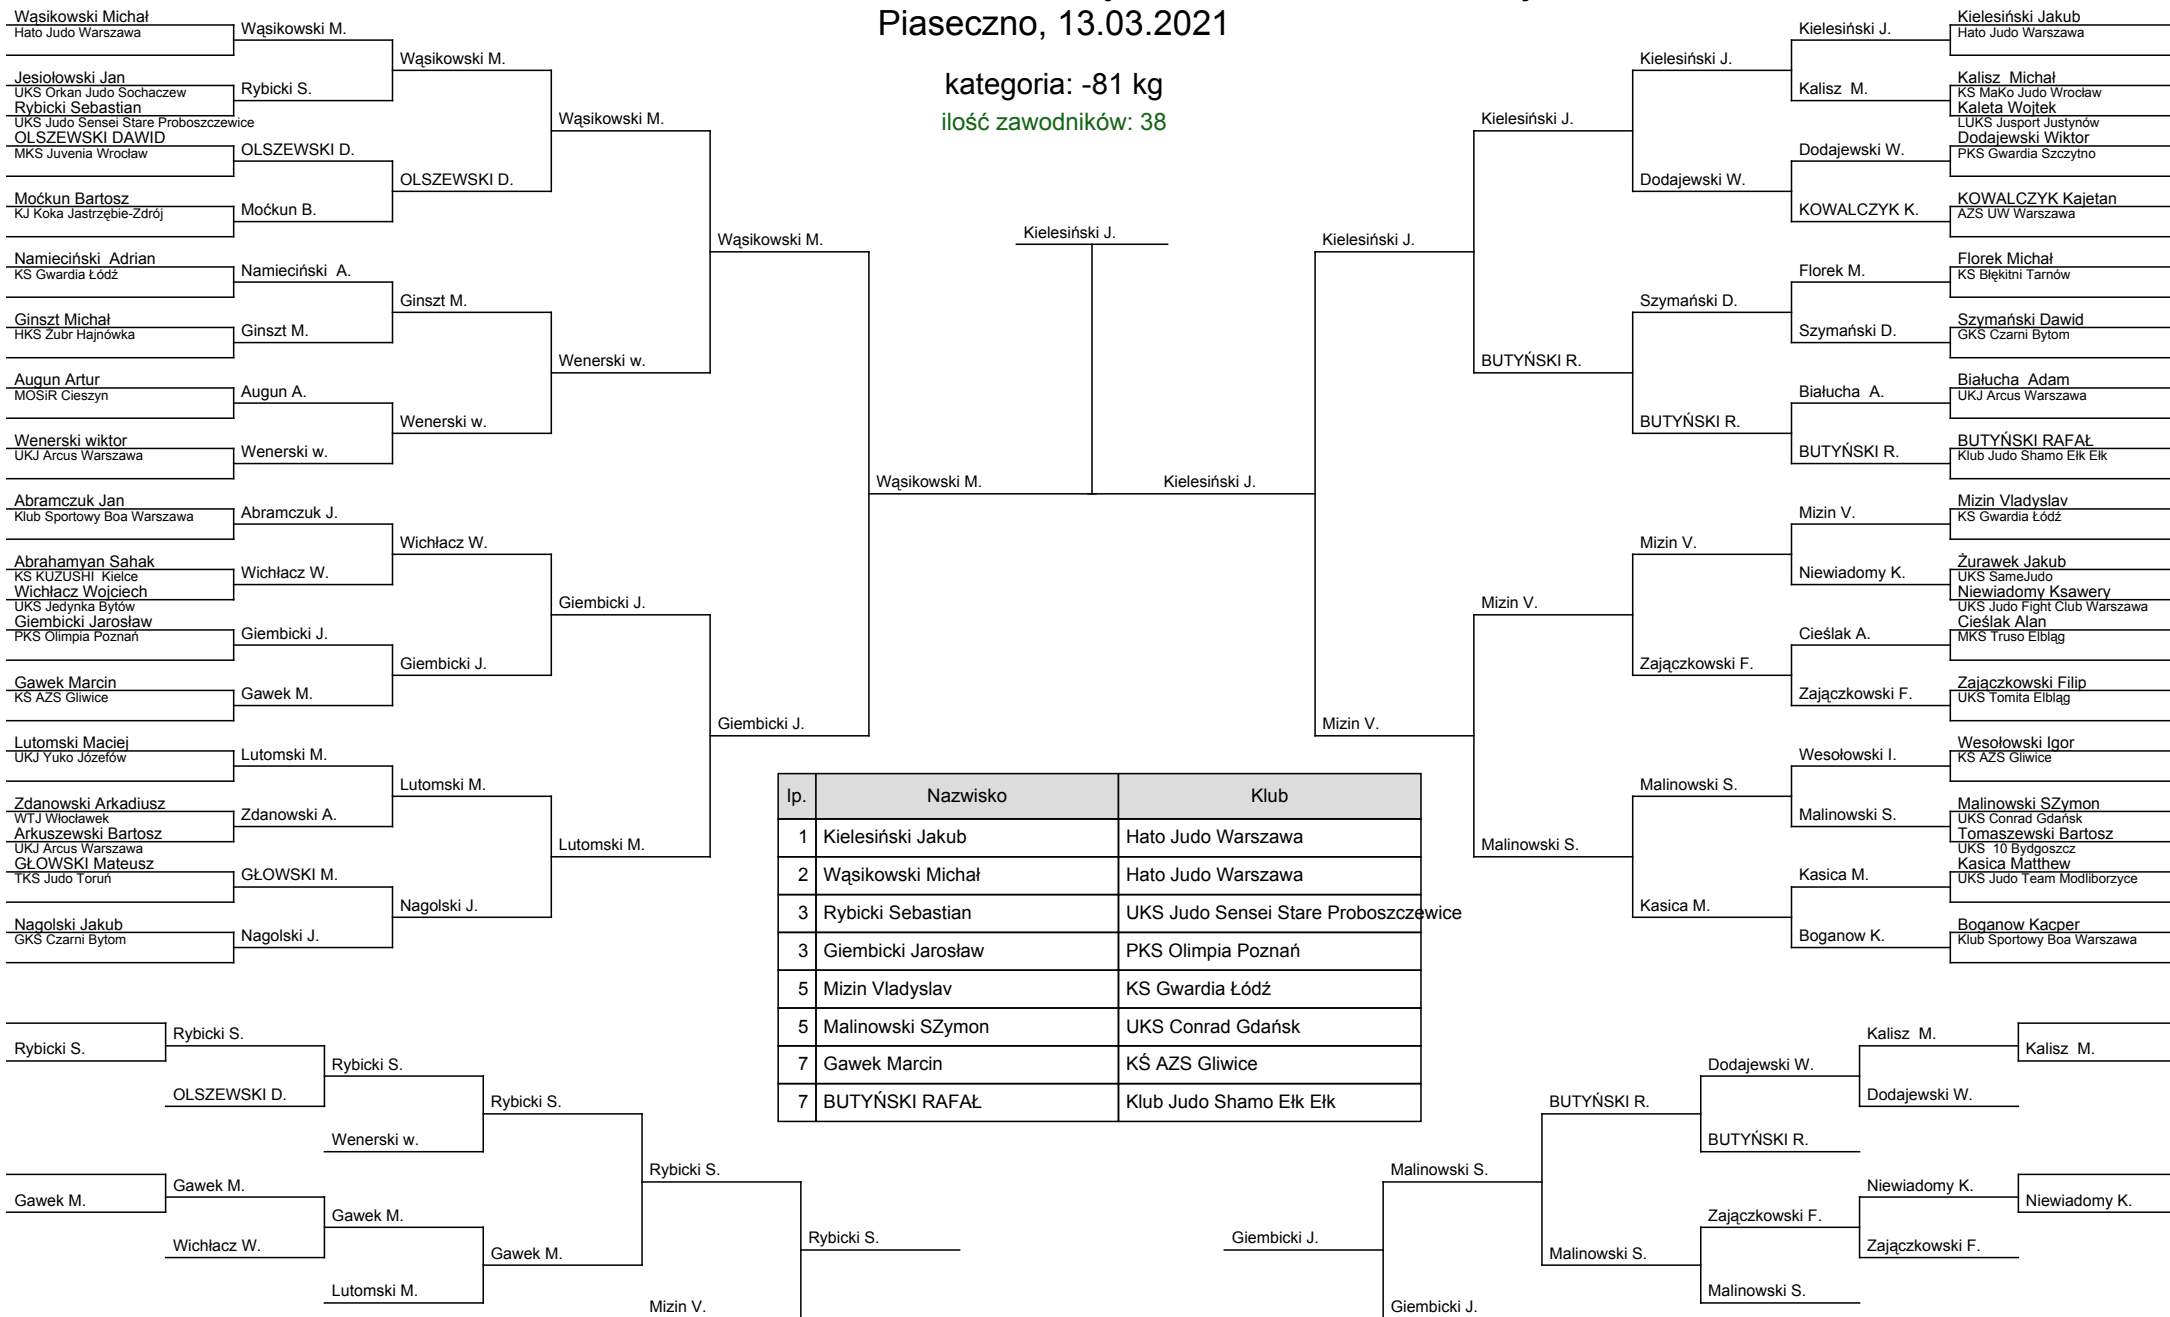 Piaseczno, 13.03.2021
kategoria: -81 kg
ilość zawodników: 38
Wąsikowski Michał
Hato Judo Warszawa
Jesiołowski Jan
UKS Orkan Judo Sochaczew
Rybicki Sebastian
UKS Judo Sensei Stare Proboszczewice
OLSZEWSKI DAWID
MKS Juvenia Wrocław
Moćkun Bartosz
KJ Koka Jastrzębie-Zdrój
Namieciński  Adrian
KS Gwardia Łódź
Ginszt Michał
HKS Żubr Hajnówka
Augun Artur
MOSiR Cieszyn
Wenerski wiktor
UKJ Arcus Warszawa
Abramczuk Jan
Klub Sportowy Boa Warszawa
Abrahamyan Sahak
KS KUZUSHI  Kielce
Wichłacz Wojciech
UKS Jedynka Bytów
Giembicki Jarosław
PKS Olimpia Poznań
Gawek Marcin
KŚ AZS Gliwice
Lutomski Maciej
UKJ Yuko Józefów
Zdanowski Arkadiusz
WTJ Włocławek
Arkuszewski Bartosz
UKJ Arcus Warszawa
GŁOWSKI Mateusz
TKS Judo Toruń
Nagolski Jakub
GKS Czarni Bytom
Wąsikowski M.
Rybicki S.
OLSZEWSKI D.
Moćkun B.
Namieciński  A.
Ginszt M.
Augun A.
Wenerski w.
Abramczuk J.
Wichłacz W.
Giembicki J.
Gawek M.
Lutomski M.
Zdanowski A.
GŁOWSKI M.
Nagolski J.
Wąsikowski M.
OLSZEWSKI D.
Ginszt M.
Wenerski w.
Wichłacz W.
Giembicki J.
Lutomski M.
Nagolski J.
Wąsikowski M.
Wenerski w.
Giembicki J.
Lutomski M.
Wąsikowski M.
Giembicki J.
Wąsikowski M.
Kielesiński J.
Kielesiński J.
Kielesiński J.
Mizin V.
Kielesiński J.
BUTYŃSKI R.
Mizin V.
Malinowski S.
Kielesiński J.
Dodajewski W.
Szymański D.
BUTYŃSKI R.
Mizin V.
Zajączkowski F.
Malinowski S.
Kasica M.
Kielesiński J.
Kalisz  M.
Dodajewski W.
KOWALCZYK K.
Florek M.
Szymański D.
Białucha  A.
BUTYŃSKI R.
Mizin V.
Niewiadomy K.
Cieślak A.
Zajączkowski F.
Wesołowski I.
Malinowski S.
Kasica M.
Boganow K.
Kielesiński Jakub
Hato Judo Warszawa
Kalisz  Michał
KS MaKo Judo Wrocław
Kaleta Wojtek
LUKS Jusport Justynów
Dodajewski Wiktor
PKS Gwardia Szczytno
KOWALCZYK Kajetan
AZS UW Warszawa
Florek Michał
KS Błękitni Tarnów
Szymański Dawid
GKS Czarni Bytom
Białucha  Adam
UKJ Arcus Warszawa
BUTYŃSKI RAFAŁ
Klub Judo Shamo Ełk Ełk
Mizin Vladyslav
KS Gwardia Łódź
Żurawek Jakub
UKS SameJudo
Niewiadomy Ksawery
UKS Judo Fight Club Warszawa
Cieślak Alan
MKS Truso Elbląg
Zajączkowski Filip
UKS Tomita Elbląg
Wesołowski Igor
KŚ AZS Gliwice
Malinowski SZymon
UKS Conrad Gdańsk
Tomaszewski Bartosz
UKS  10 Bydgoszcz
Kasica Matthew
UKS Judo Team Modliborzyce
Boganow Kacper
Klub Sportowy Boa Warszawa
lp. Nazwisko Klub
1 Kielesiński Jakub Hato Judo Warszawa
2 Wąsikowski Michał Hato Judo Warszawa
3 Rybicki Sebastian UKS Judo Sensei Stare Proboszczewice
3 Giembicki Jarosław PKS Olimpia Poznań
5 Mizin Vladyslav KS Gwardia Łódź
5 Malinowski SZymon UKS Conrad Gdańsk
7 Gawek Marcin KŚ AZS Gliwice
7 BUTYŃSKI RAFAŁ Klub Judo Shamo Ełk Ełk
Rybicki S.
Gawek M.
Rybicki S.
OLSZEWSKI D.
Gawek M.
Wichłacz W.
Rybicki S.
Wenerski w.
Gawek M.
Lutomski M.
Rybicki S.
Gawek M.
Rybicki S.
Mizin V.
Rybicki S.
Giembicki J.
Malinowski S.
Giembicki J.
BUTYŃSKI R.
Malinowski S.
Dodajewski W.
BUTYŃSKI R.
Zajączkowski F.
Malinowski S.
Kalisz  M.
Dodajewski W.
Niewiadomy K.
Zajączkowski F.
Kalisz  M.
Niewiadomy K.